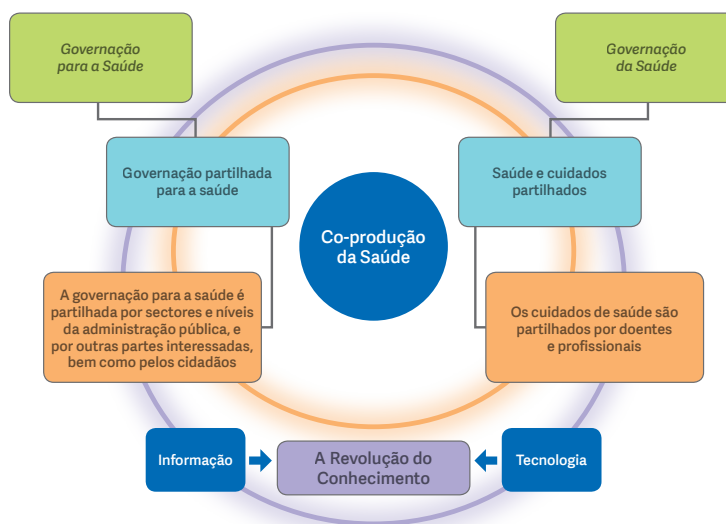 Governação
para a Saúde
Governação
da Saúde
Governação partilhada
para a saúde
Saúde e cuidados
partilhados
Co-produção
da Saúde
A governação para a saúde é
partilhada por sectores e níveis
da administração pública, e
por outras partes interessadas,
bem como pelos cidadãos
Os cuidados de saúde são
partilhados por doentes
e profissionais
Informação
A Revolução do
Conhecimento
Tecnologia